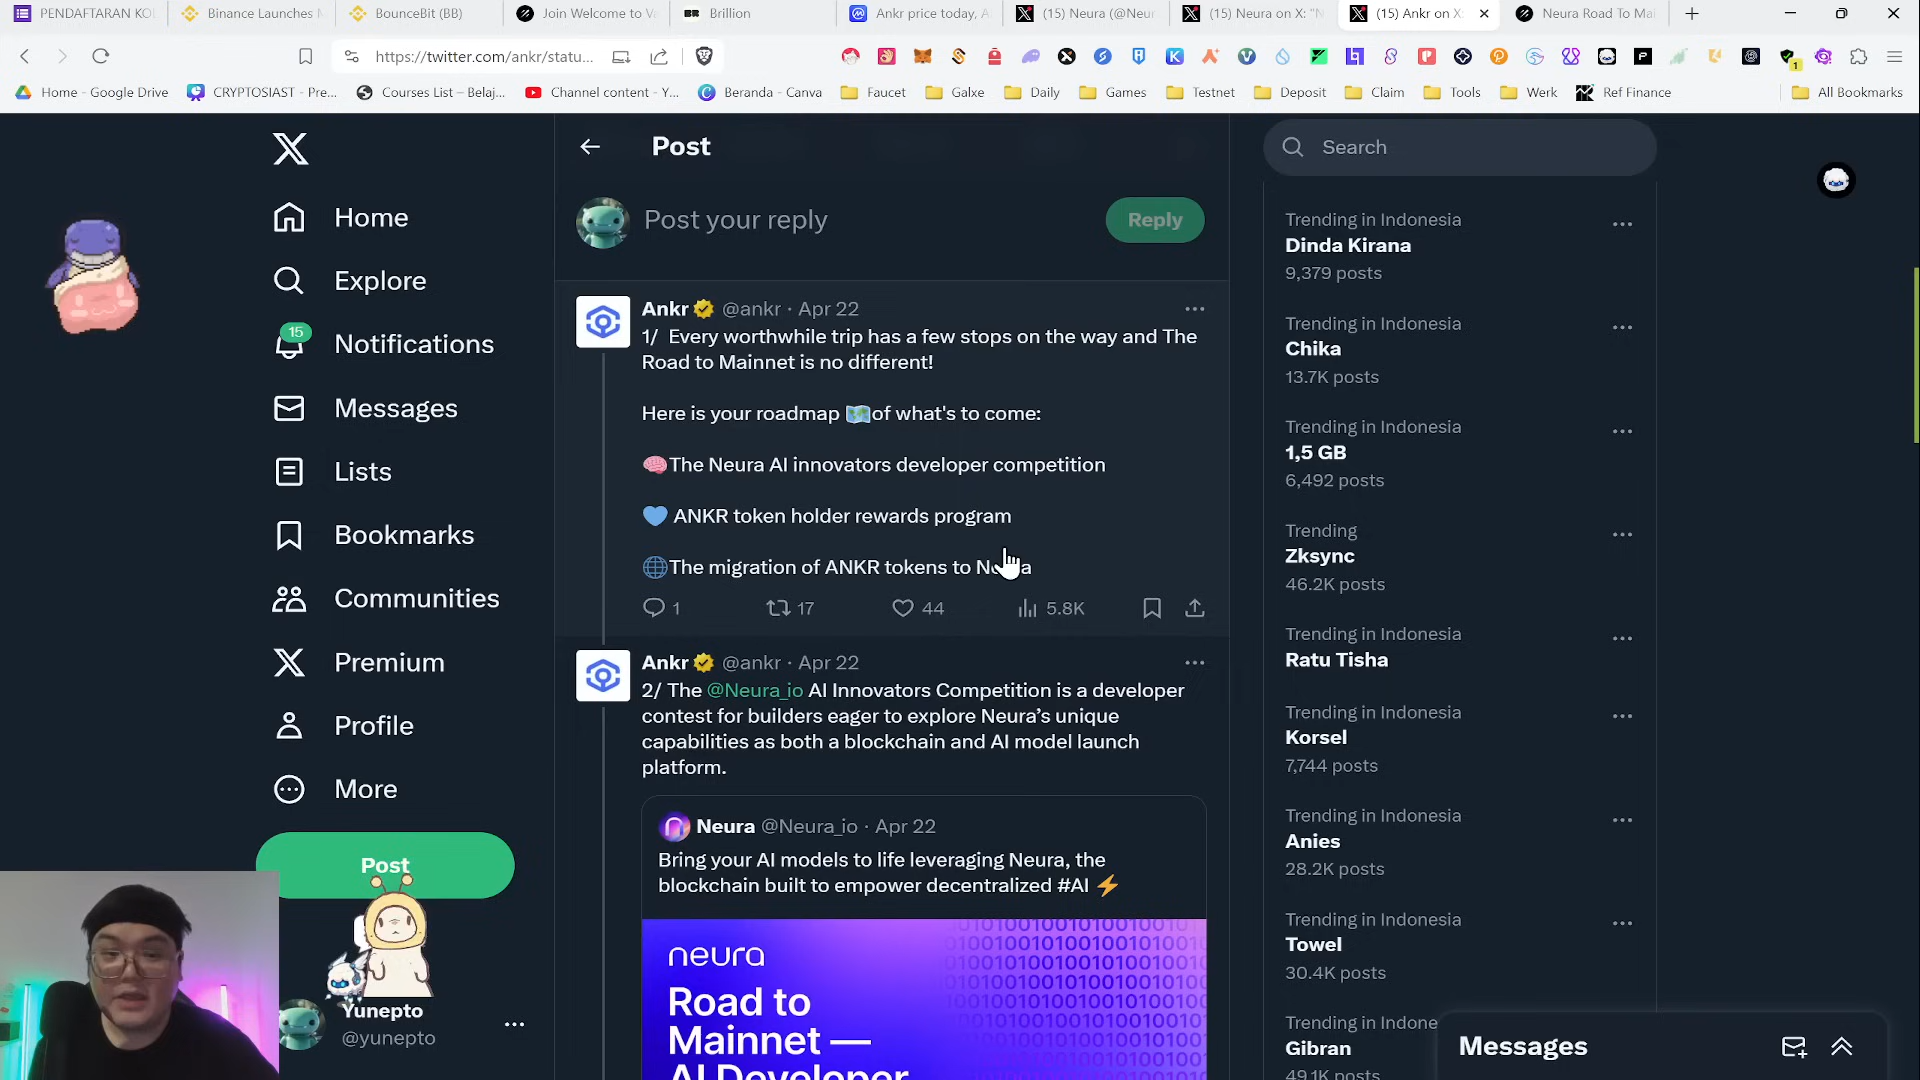 PENDAFTARAN KO
Binance Launches
BounceBit (BB)
Join Welcome to V
Brillion
Ankr price today, A
(15) Neura (@Neur
(15) Neura on X: "N
(15) Ankr on X:
Neura Road To Mai
https://twitter.com/ankr/statu...
1
Home - Google Drive
CRYPTOSIAST - Pre...
Courses List – Belaj...
Channel content - Y...
Beranda - Canva
Faucet
Galxe
Daily
Games
Testnet
Deposit
Claim
Tools
Werk
Ref Finance
All Bookmarks
Home
Explore
15
Notifications
Messages
Lists
Bookmarks
Communities
Premium
Profile
More
Post
Yunepto
@yunepto
Post
Post your reply
Reply
Ankr @ankr · Apr 22
1/ Every worthwhile trip has a few stops on the way and The
Road to Mainnet is no different!
Here is your roadmap 🗺️of what's to come:
🧠The Neura AI innovators developer competition
💙 ANKR token holder rewards program
🌐The migration of ANKR tokens to
1
17
44
5.8K
Ankr @ankr · Apr 22
2/ The @Neura_io AI Innovators Competition is a developer
contest for builders eager to explore Neura’s unique
capabilities as both a blockchain and AI model launch
platform.
Neura @Neura_io · Apr 22
Bring your AI models to life leveraging Neura, the
blockchain built to empower decentralized #AI ⚡
neura
Road to
Mainnet —
AI Developer
Search
Trending in Indonesia
Dinda Kirana
9,379 posts
Trending in Indonesia
Chika
13.7K posts
Trending in Indonesia
1,5 GB
6,492 posts
Trending
Zksync
46.2K posts
Trending in Indonesia
Ratu Tisha
Trending in Indonesia
Korsel
7,744 posts
Trending in Indonesia
Anies
28.2K posts
Trending in Indonesia
Towel
30.4K posts
Trending in Indone
Gibran
49.1K posts
Messages